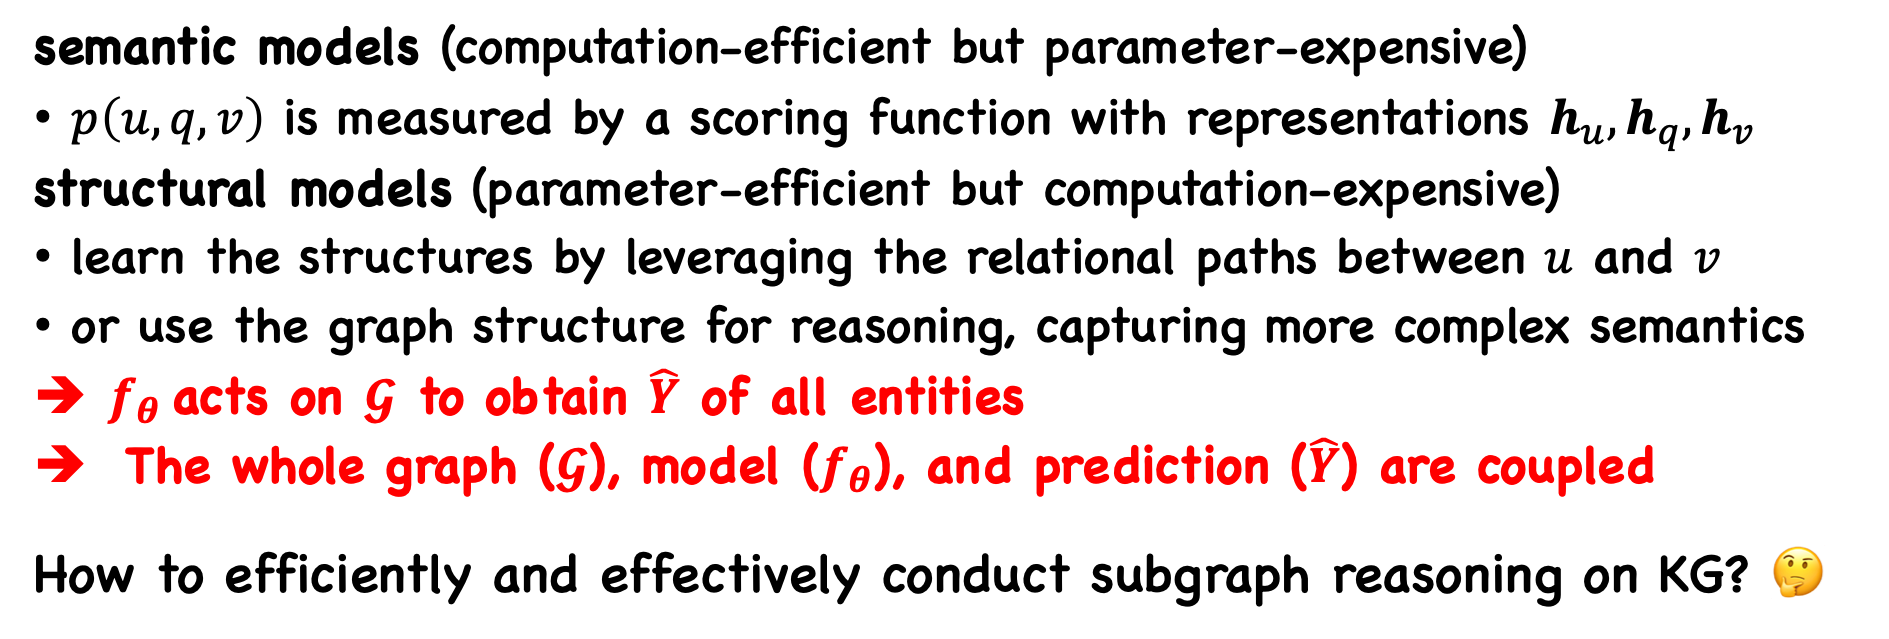 semantic models (computation-efficient but parameter-expensive)
• p(u, q, v) is measured by a scoring function with representations h_u, h_q, h_v
structural models (parameter-efficient but computation-expensive)
• learn the structures by leveraging the relational paths between u and v
• or use the graph structure for reasoning, capturing more complex semantics
➔ f_θ acts on 𝒢 to obtain Ŷ of all entities
➔ The whole graph (𝒢), model (f_θ), and prediction (Ŷ) are coupled
How to efficiently and effectively conduct subgraph reasoning on KG? 🤔